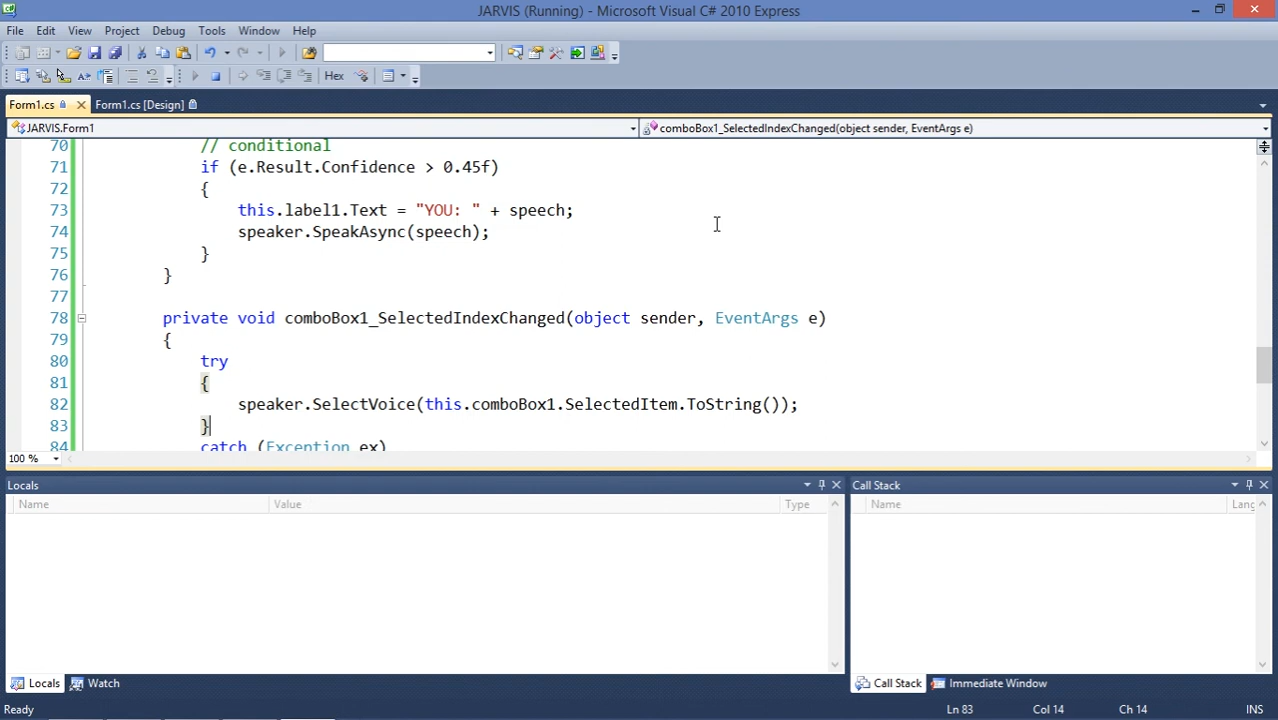 JARVIS (Running) - Microsoft Visual C# 2010 Express
File Edit View Project Debug Tools Window Help
Hex
Form1.cs Form1.cs [Design]
JARVIS.Form1 comboBox1_SelectedIndexChanged(object sender, EventArgs e)
70 // conditional
71 if (e.Result.Confidence > 0.45f)
72 {
73 this.label1.Text = "YOU: " + speech;
74 speaker.SpeakAsync(speech);
75 }
76 }
77
78 private void comboBox1_SelectedIndexChanged(object sender, EventArgs e)
79 {
80 try
81 {
82 speaker.SelectVoice(this.comboBox1.SelectedItem.ToString());
83 }
84 catch (Exception ex)
100 %
Locals Call Stack
Name Value Type Name Lang
Locals Watch Call Stack Immediate Window
Ready Ln 83 Col 14 Ch 14 INS